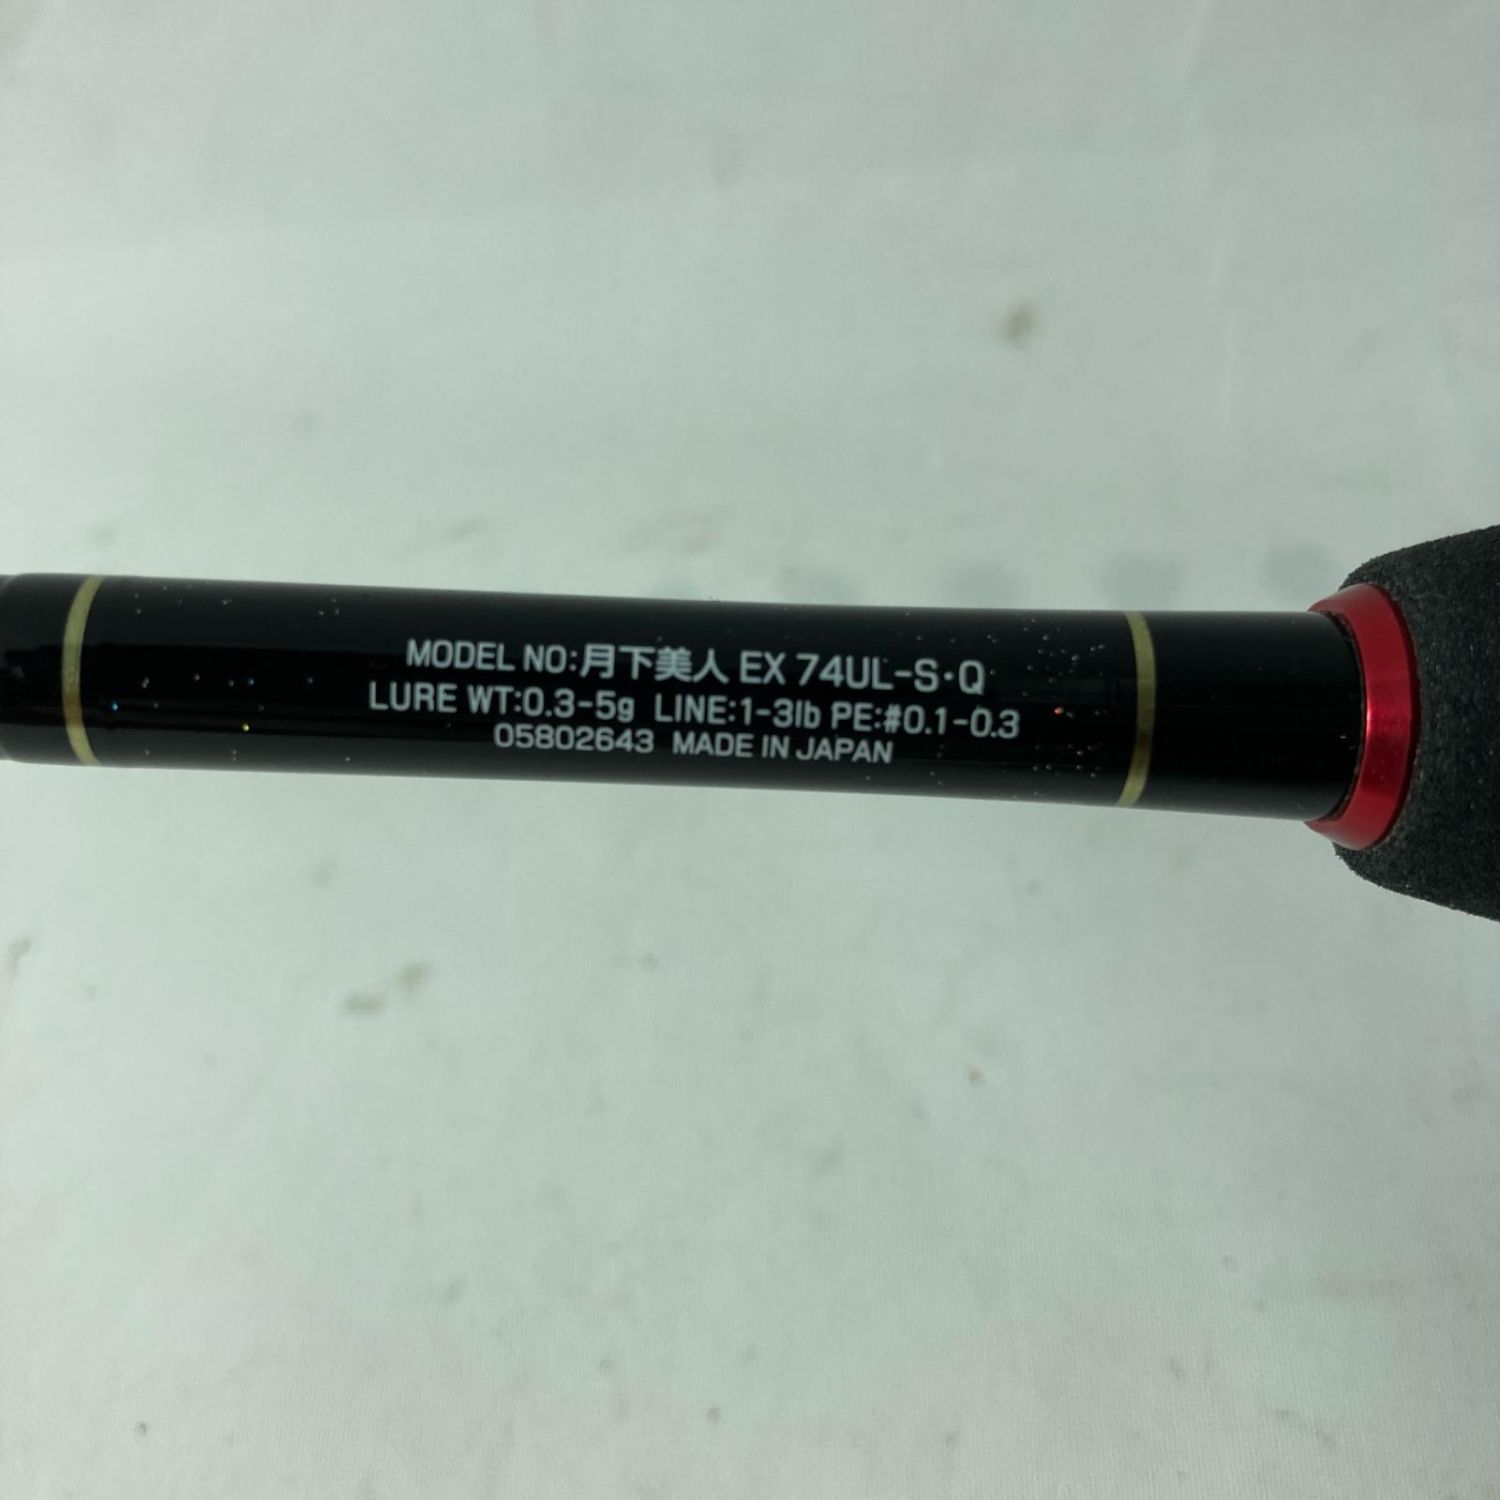 MODEL NO:月下美人 EX 74UL-S・Q
LURE WT:0.3-5g LINE:1-3lb PE:#0.1-0.3
05802643 MADE IN JAPAN